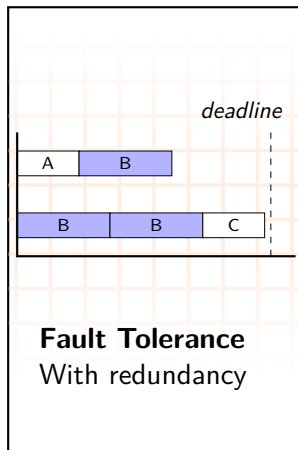 deadline
A B
B B C
Fault Tolerance
With redundancy